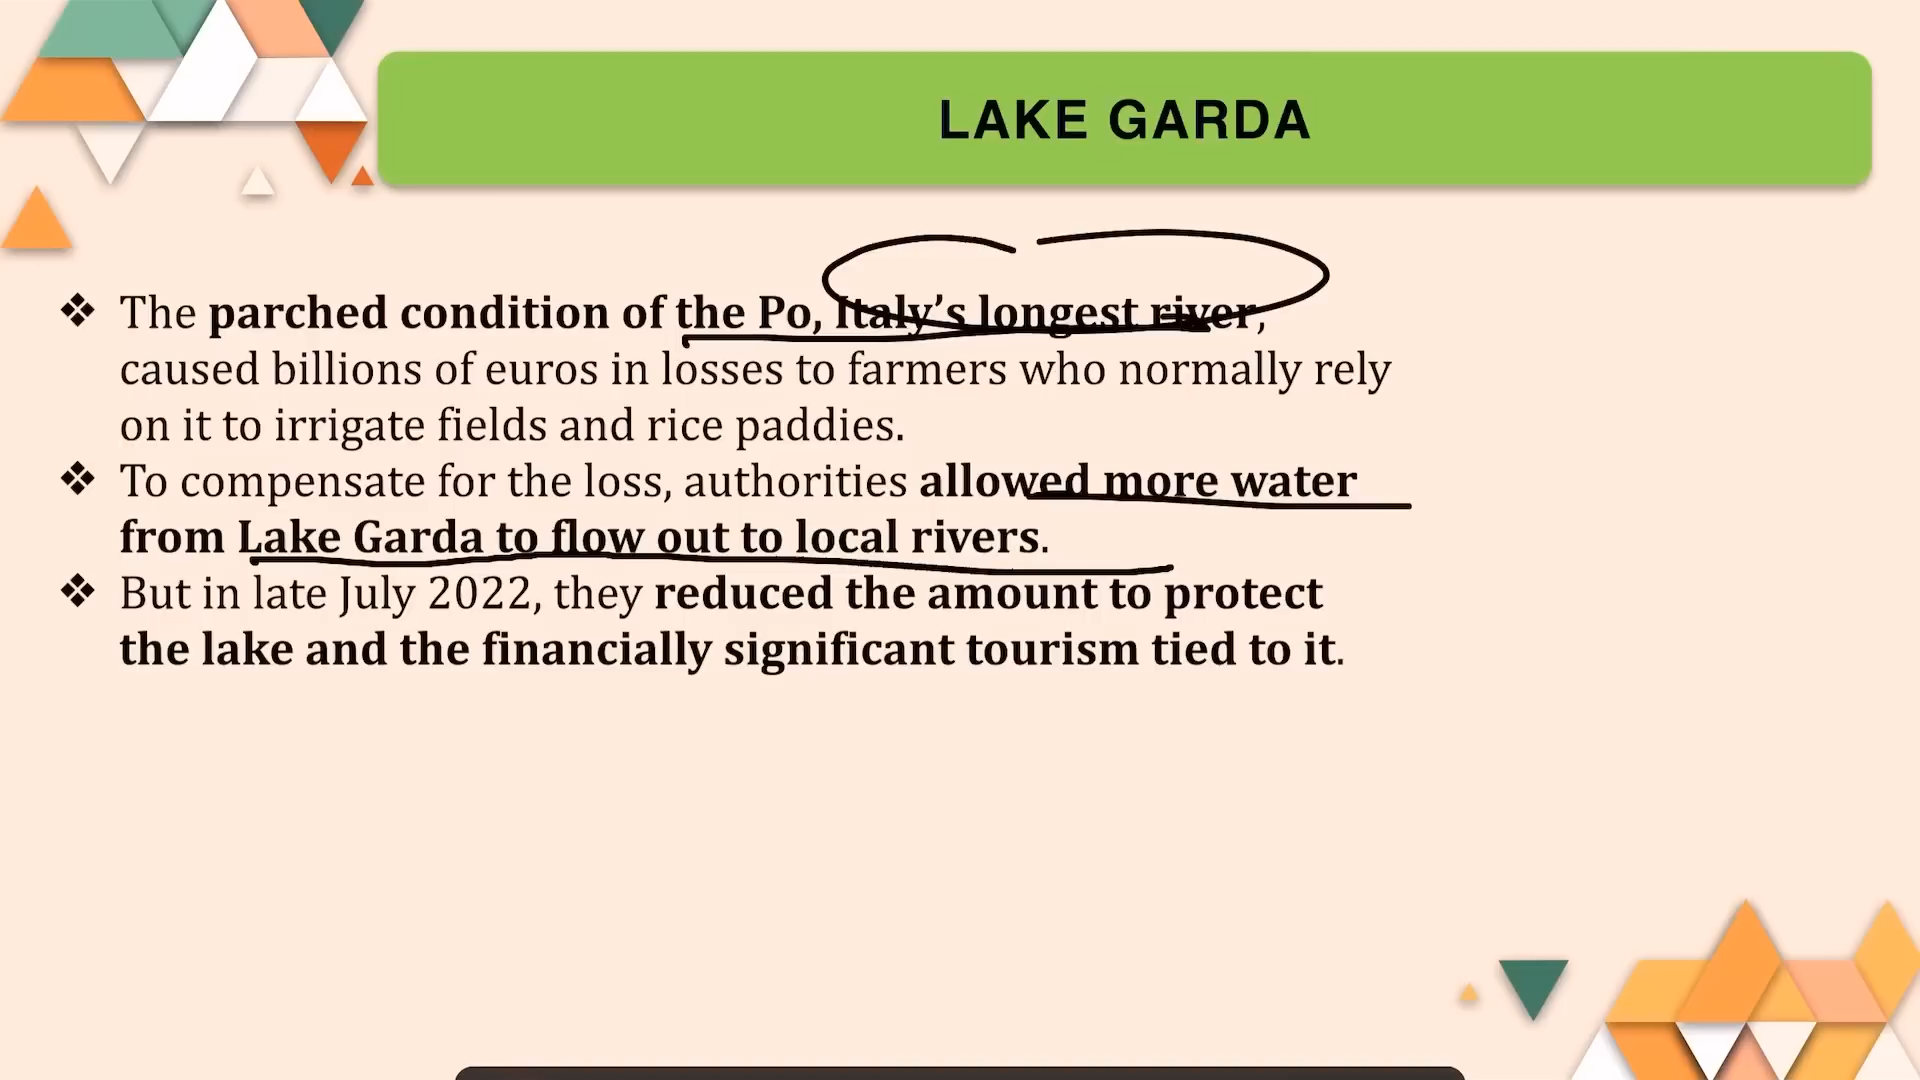 LAKE GARDA
❖ The parched condition of the Po, Italy’s longest river,
caused billions of euros in losses to farmers who normally rely
on it to irrigate fields and rice paddies.
❖ To compensate for the loss, authorities allowed more water
from Lake Garda to flow out to local rivers.
❖ But in late July 2022, they reduced the amount to protect
the lake and the financially significant tourism tied to it.